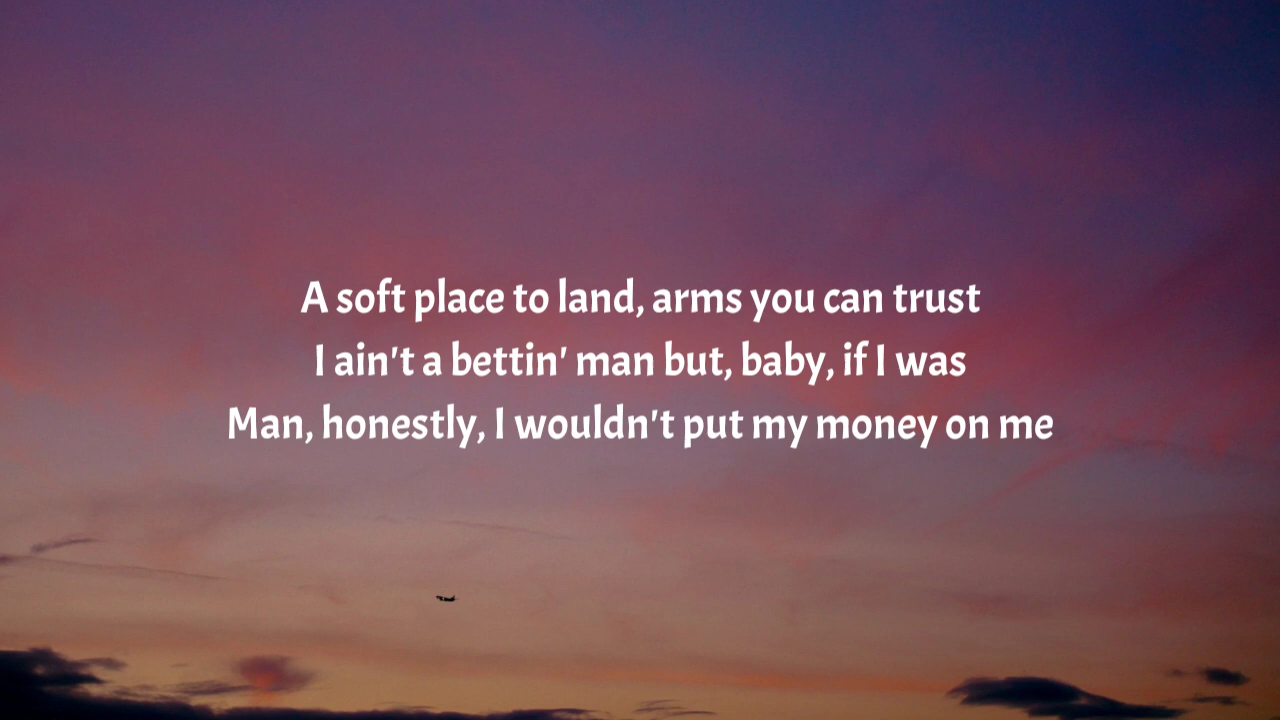 A soft place to land, arms you can trust
I ain't a bettin' man but, baby, if I was
Man, honestly, I wouldn't put my money on me